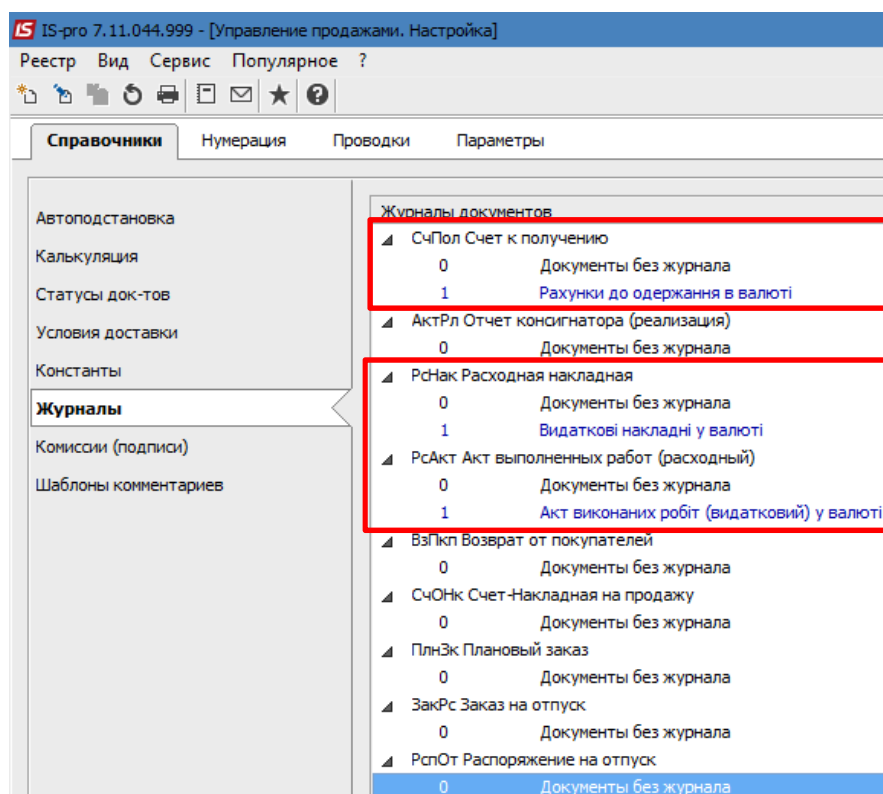 IS IS-pro 7.11.044.999 - [Управление продажами. Настройка]
Реестр Вид Сервис Популярное ?
Справочники Нумерация Проводки Параметры
Автоподстановка
Калькуляция
Статусы док-тов
Условия доставки
Константы
Журналы
Комиссии (подписи)
Шаблоны комментариев
Журналы документов
СчПол Счет к получению
0 Документы без журнала
1 Рахунки до одержання в валюті
АктРл Отчет консигнатора (реализация)
0 Документы без журнала
РсНак Расходная накладная
0 Документы без журнала
1 Видаткові накладні у валюті
РсАкт Акт выполненных работ (расходный)
0 Документы без журнала
1 Акт виконаних робіт (видатковий) у валюті
ВзПкп Возврат от покупателей
0 Документы без журнала
СчОНк Счет-Накладная на продажу
0 Документы без журнала
ПлнЗк Плановый заказ
0 Документы без журнала
ЗакРс Заказ на отпуск
0 Документы без журнала
РспОт Распоряжение на отпуск
0 Документы без журнала